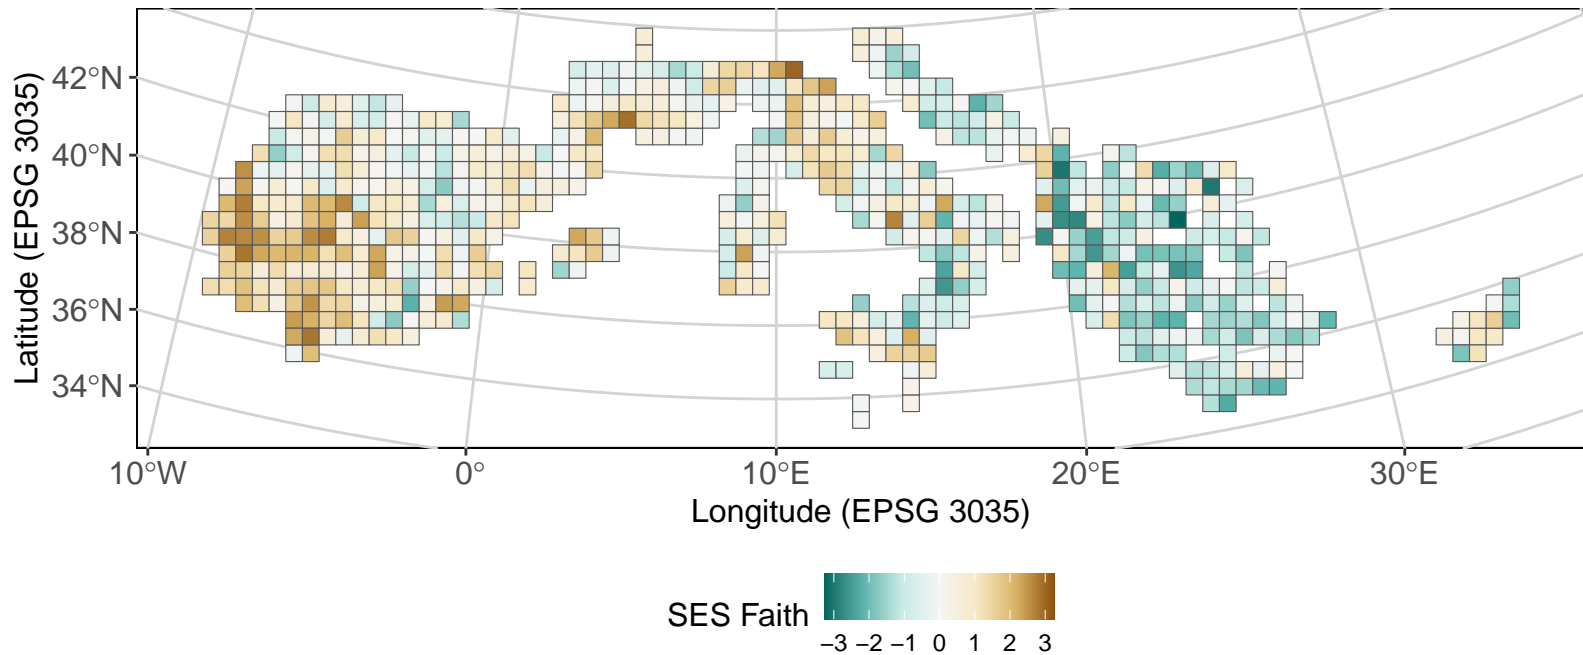 42°N
40°N
38°N
36°N
34°N
Latitude (EPSG 3035)
10°W 0° 10°E 20°E 30°E
Longitude (EPSG 3035)
SES Faith
−3 −2 −1 0 1 2 3